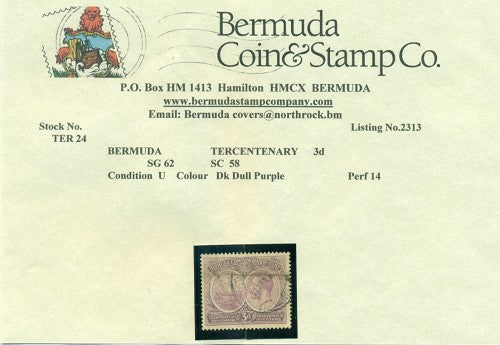 Bermuda
Coin&Stamp Co.
P.O. Box HM 1413 Hamilton HMCX BERMUDA
www.bermudastampcompany.com
Email: Bermuda covers@northrock.bm
Stock No. Listing No.2313
TER 24
BERMUDA TERCENTENARY 3d
SG 62 SC 58
Condition U Colour Dk Dull Purple Perf 14
3d